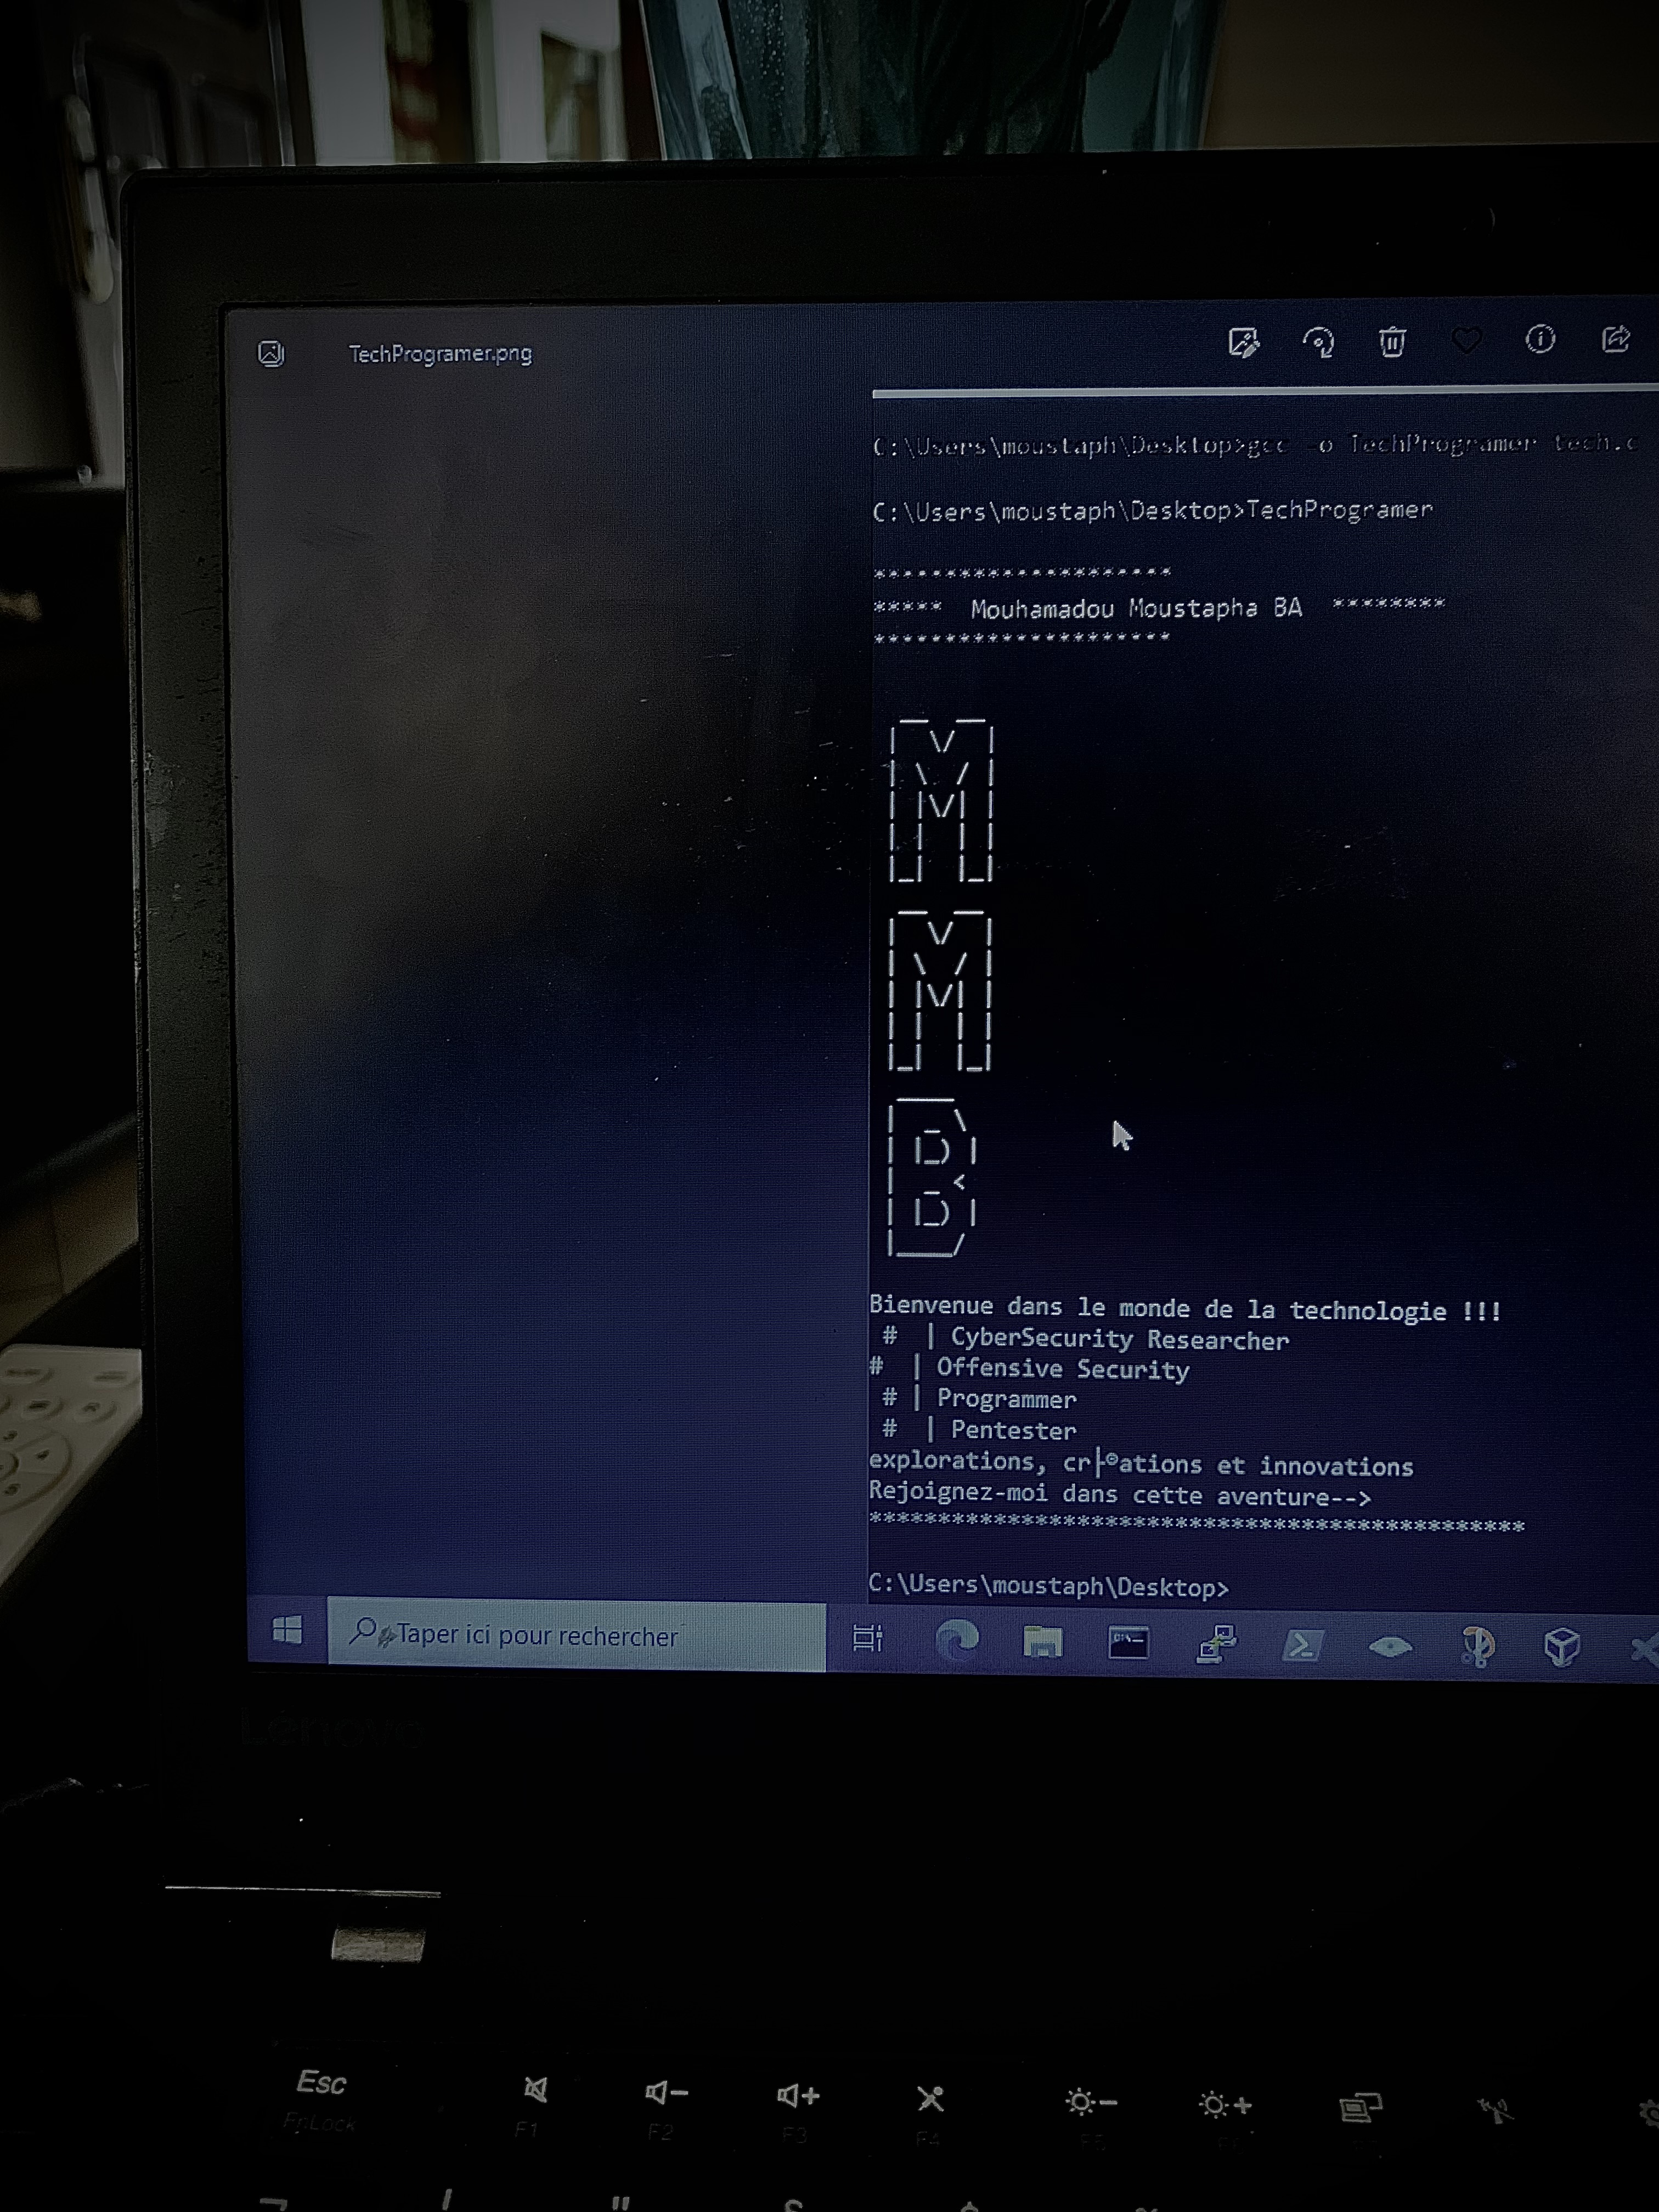 TechProgramer.png
C:\Users\moustaph\Desktop>gcc -o TechProgramer tech.c
C:\Users\moustaph\Desktop>TechProgramer
*********************
***** Mouhamadou Moustapha BA ********
*********************
Bienvenue dans le monde de la technologie !!!
# | CyberSecurity Researcher
# | Offensive Security
# | Programmer
# | Pentester
explorations, cr├®ations et innovations
Rejoignez-moi dans cette aventure-->
***********************************************
C:\Users\moustaph\Desktop>
Taper ici pour rechercher
Lenovo
Esc
FnLock
F1 F2 F3 F4 F5